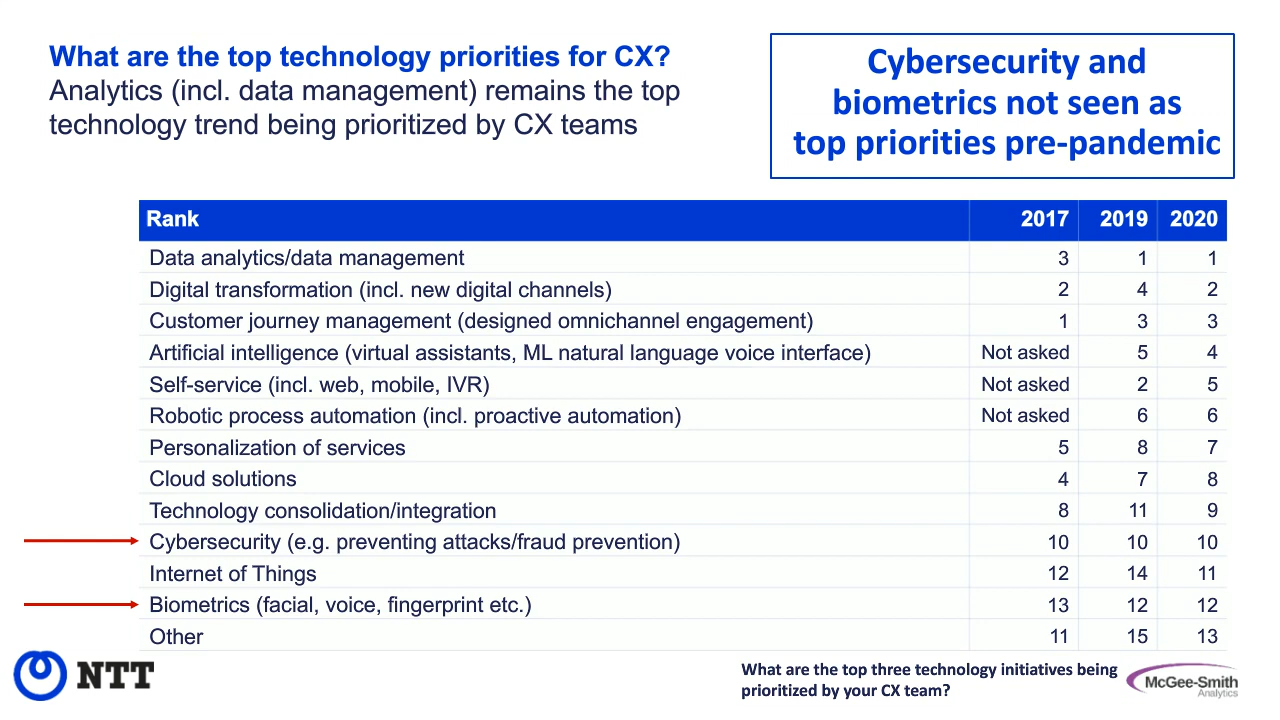 What are the top technology priorities for CX?
Analytics (incl. data management) remains the top
technology trend being prioritized by CX teams
Cybersecurity and
biometrics not seen as
top priorities pre-pandemic
Rank 2017 2019 2020
Data analytics/data management 3 1 1
Digital transformation (incl. new digital channels) 2 4 2
Customer journey management (designed omnichannel engagement) 1 3 3
Artificial intelligence (virtual assistants, ML natural language voice interface) Not asked 5 4
Self-service (incl. web, mobile, IVR) Not asked 2 5
Robotic process automation (incl. proactive automation) Not asked 6 6
Personalization of services 5 8 7
Cloud solutions 4 7 8
Technology consolidation/integration 8 11 9
Cybersecurity (e.g. preventing attacks/fraud prevention) 10 10 10
Internet of Things 12 14 11
Biometrics (facial, voice, fingerprint etc.) 13 12 12
Other 11 15 13
NTT
What are the top three technology initiatives being
prioritized by your CX team?
McGee-Smith
Analytics